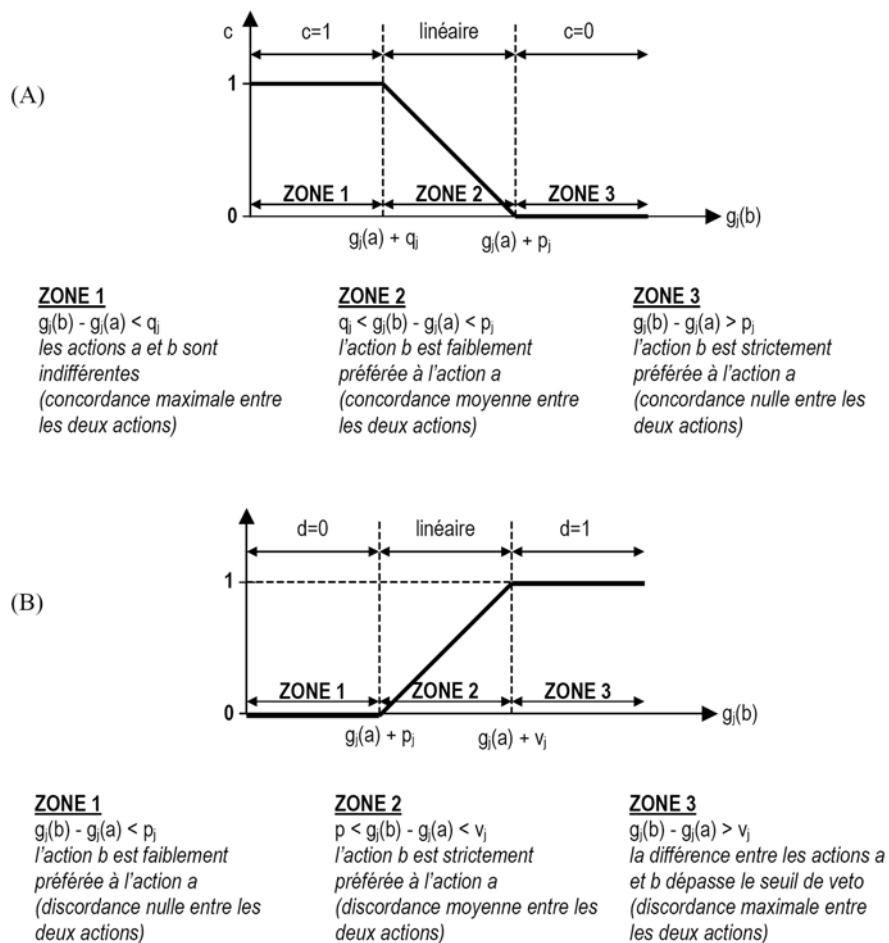 c
c=1 linéaire c=0
(A)
1
ZONE 1 ZONE 2 ZONE 3
0
gj(b)
gj(a) + qj gj(a) + pj
ZONE 1
gj(b) - gj(a) < qj
les actions a et b sont
indifférentes
(concordance maximale entre
les deux actions)
ZONE 2
qj < gj(b) - gj(a) < pj
l'action b est faiblement
préférée à l'action a
(concordance moyenne entre
les deux actions)
ZONE 3
gj(b) - gj(a) > pj
l'action b est strictement
préférée à l'action a
(concordance nulle entre les
deux actions)
d=0 linéaire d=1
1
(B)
ZONE 1 ZONE 2 ZONE 3
0
gj(b)
gj(a) + pj gj(a) + vj
ZONE 1
gj(b) - gj(a) < pj
l'action b est faiblement
préférée à l'action a
(discordance nulle entre les
deux actions)
ZONE 2
p < gj(b) - gj(a) < vj
l'action b est strictement
préférée à l'action a
(discordance moyenne entre les
deux actions)
ZONE 3
gj(b) - gj(a) > vj
la différence entre les actions a
et b dépasse le seuil de veto
(discordance maximale entre
les deux actions)